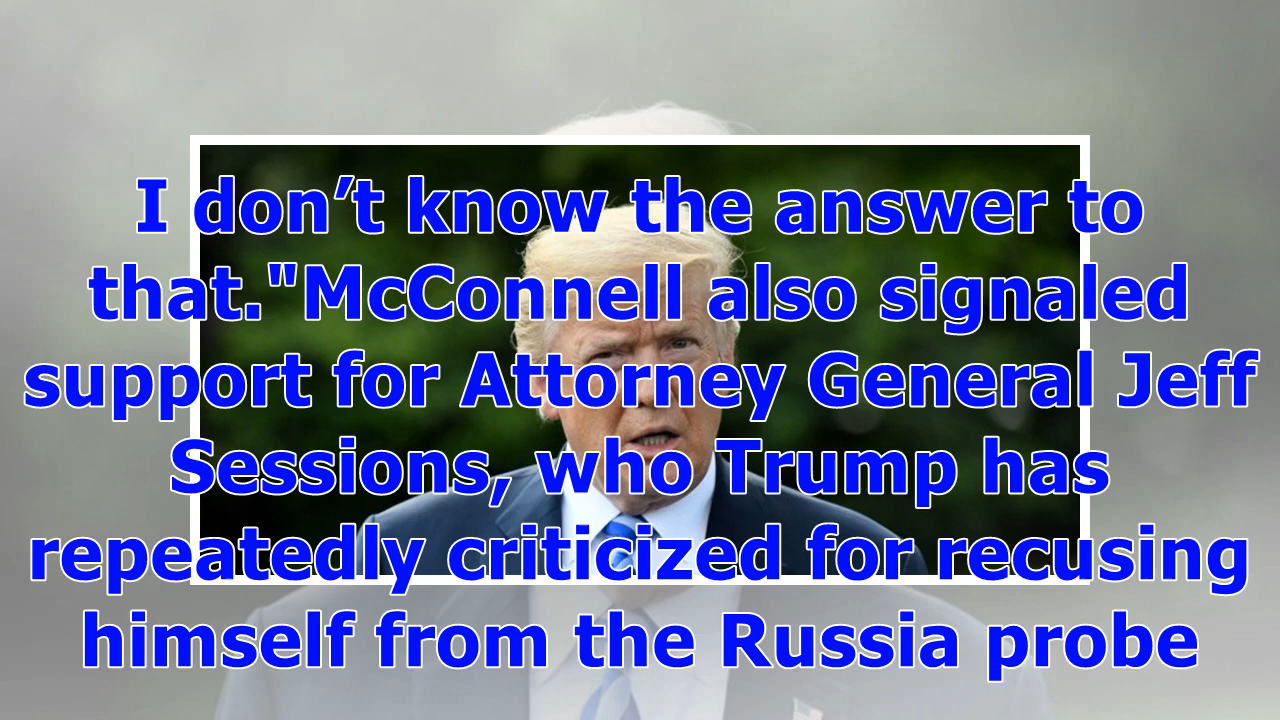 I don’t know the answer to
that."McConnell also signaled
support for Attorney General Jeff
Sessions, who Trump has
repeatedly criticized for recusing
himself from the Russia probe